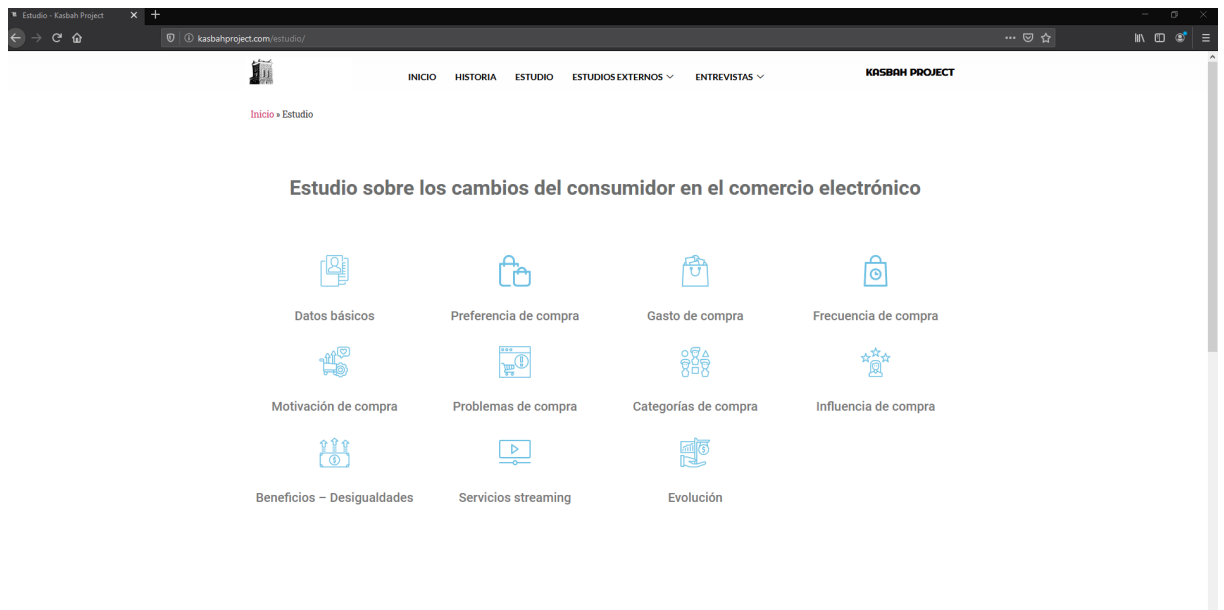 Estudio - Kasbah Project
kasbahproject.com/estudio/
INICIO HISTORIA ESTUDIO ESTUDIOS EXTERNOS ENTREVISTAS KASBAH PROJECT
Inicio » Estudio
Estudio sobre los cambios del consumidor en el comercio electrónico
Datos básicos Preferencia de compra Gasto de compra Frecuencia de compra
Motivación de compra Problemas de compra Categorías de compra Influencia de compra
Beneficios – Desigualdades Servicios streaming Evolución